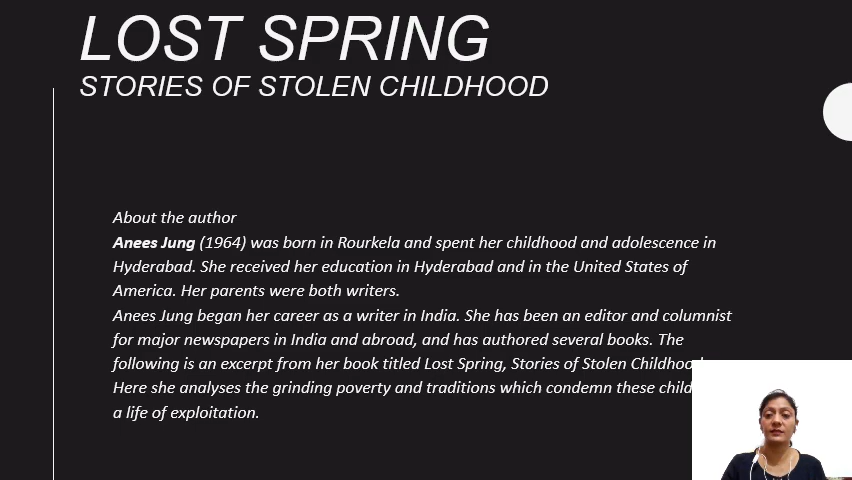 LOST SPRING
STORIES OF STOLEN CHILDHOOD
About the author
Anees Jung (1964) was born in Rourkela and spent her childhood and adolescence in
Hyderabad. She received her education in Hyderabad and in the United States of
America. Her parents were both writers.
Anees Jung began her career as a writer in India. She has been an editor and columnist
for major newspapers in India and abroad, and has authored several books. The
following is an excerpt from her book titled Lost Spring, Stories of Stolen
Here she analyses the grinding poverty and traditions which condemn these
a life of exploitation.